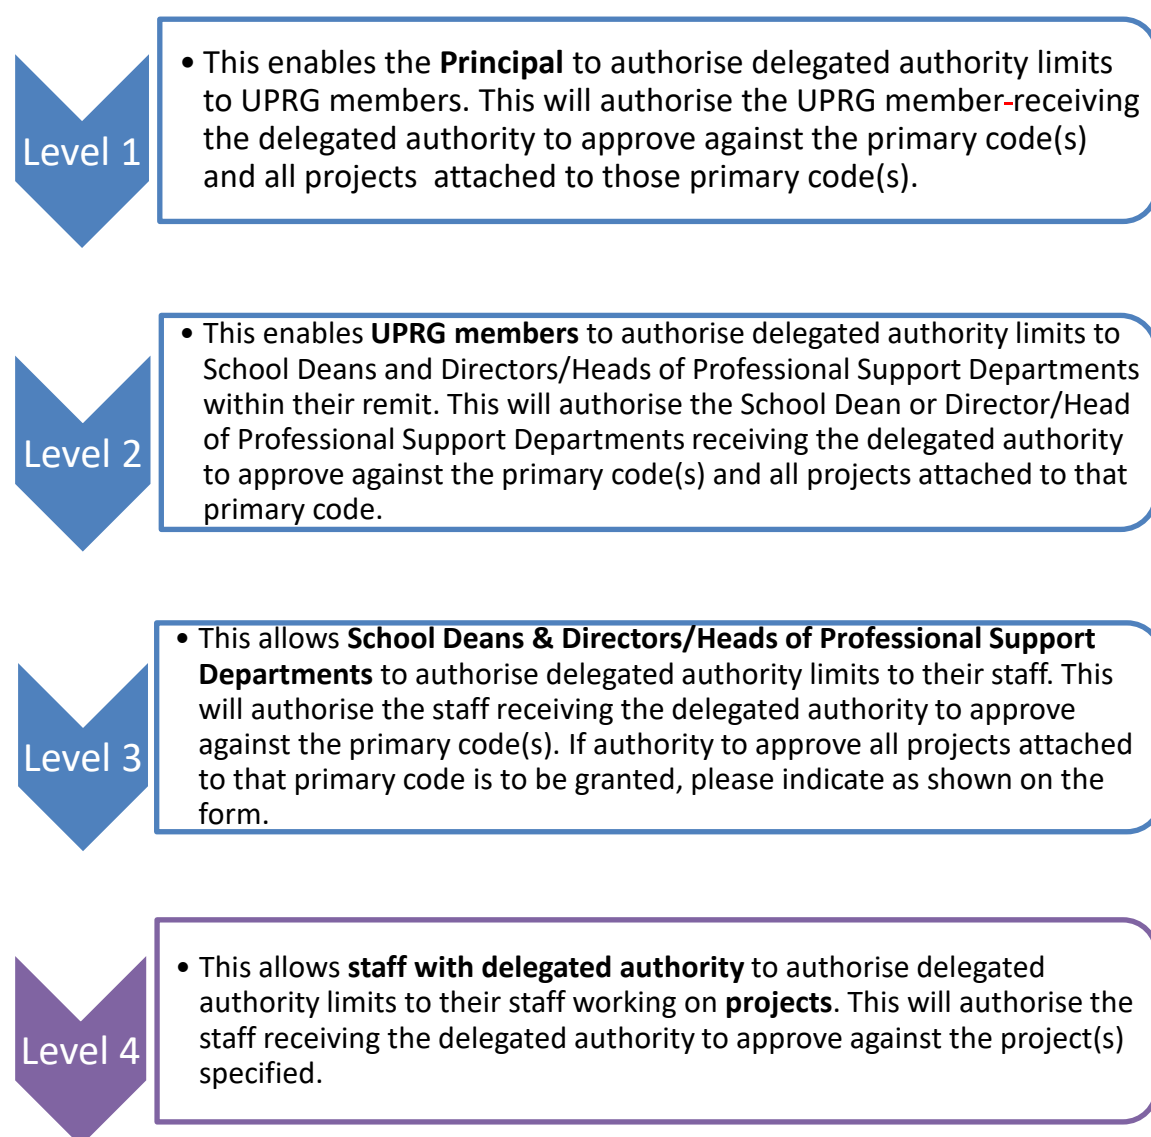 Level 1
• This enables the Principal to authorise delegated authority limits
to UPRG members. This will authorise the UPRG member-receiving
the delegated authority to approve against the primary code(s)
and all projects  attached to those primary code(s).
Level 2
• This enables UPRG members to authorise delegated authority limits to
School Deans and Directors/Heads of Professional Support Departments
within their remit. This will authorise the School Dean or Director/Head
of Professional Support Departments receiving the delegated authority
to approve against the primary code(s) and all projects attached to that
primary code.
Level 3
• This allows School Deans & Directors/Heads of Professional Support
Departments to authorise delegated authority limits to their staff. This
will authorise the staff receiving the delegated authority to approve
against the primary code(s). If authority to approve all projects attached
to that primary code is to be granted, please indicate as shown on the
form.
Level 4
• This allows staff with delegated authority to authorise delegated
authority limits to their staff working on projects. This will authorise the
staff receiving the delegated authority to approve against the project(s)
specified.